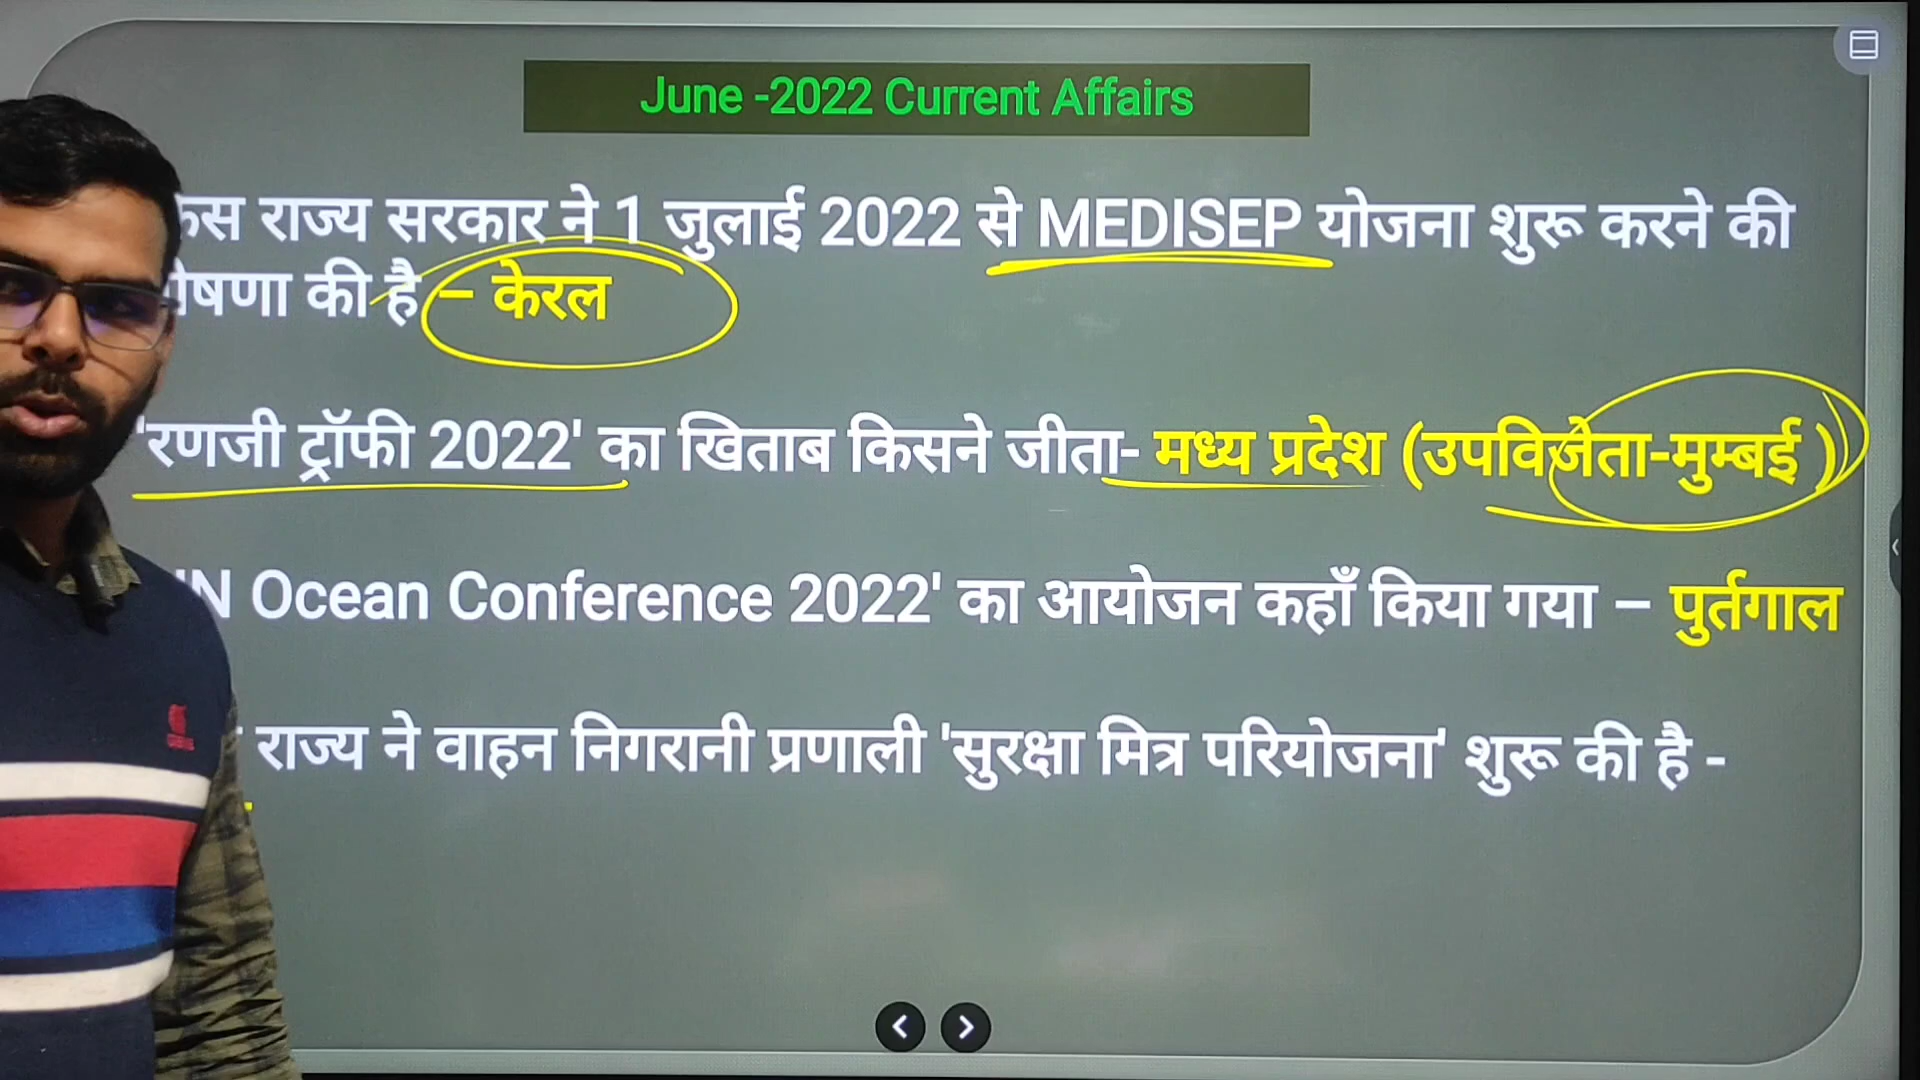 June -2022 Current Affairs
राज्य सरकार ने 1 जुलाई 2022 से MEDISEP योजना शुरू करने की
की है – केरल
'रणजी ट्रॉफी 2022' का खिताब किसने जीता- मध्य प्रदेश (उपविजेता-मुम्बई )
Ocean Conference 2022' का आयोजन कहाँ किया गया – पुर्तगाल
राज्य ने वाहन निगरानी प्रणाली 'सुरक्षा मित्र परियोजना' शुरू की है -